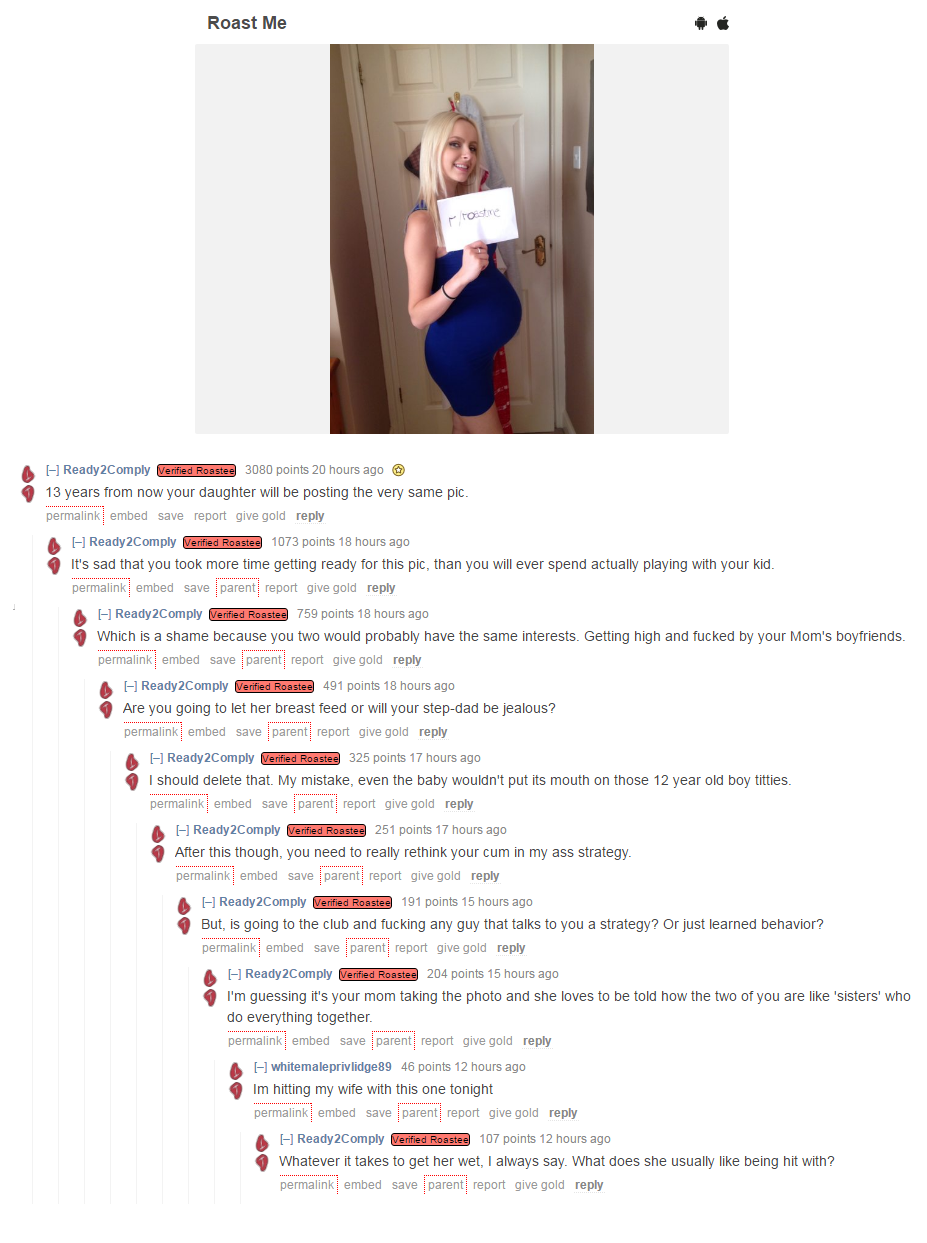 Roast Me
r/roastme
[–] Ready2Comply Verified Roastee 3080 points 20 hours ago
13 years from now your daughter will be posting the very same pic.
permalink embed save report give gold reply
[–] Ready2Comply Verified Roastee 1073 points 18 hours ago
It's sad that you took more time getting ready for this pic, than you will ever spend actually playing with your kid.
permalink embed save parent report give gold reply
[–] Ready2Comply Verified Roastee 759 points 18 hours ago
Which is a shame because you two would probably have the same interests. Getting high and fucked by your Mom's boyfriends.
permalink embed save parent report give gold reply
[–] Ready2Comply Verified Roastee 491 points 18 hours ago
Are you going to let her breast feed or will your step-dad be jealous?
permalink embed save parent report give gold reply
[–] Ready2Comply Verified Roastee 325 points 17 hours ago
I should delete that. My mistake, even the baby wouldn't put its mouth on those 12 year old boy titties.
permalink embed save parent report give gold reply
[–] Ready2Comply Verified Roastee 251 points 17 hours ago
After this though, you need to really rethink your cum in my ass strategy.
permalink embed save parent report give gold reply
[–] Ready2Comply Verified Roastee 191 points 15 hours ago
But, is going to the club and fucking any guy that talks to you a strategy? Or just learned behavior?
permalink embed save parent report give gold reply
[–] Ready2Comply Verified Roastee 204 points 15 hours ago
I'm guessing it's your mom taking the photo and she loves to be told how the two of you are like 'sisters' who
do everything together.
permalink embed save parent report give gold reply
[–] whitemaleprivlidge89 46 points 12 hours ago
Im hitting my wife with this one tonight
permalink embed save parent report give gold reply
[–] Ready2Comply Verified Roastee 107 points 12 hours ago
Whatever it takes to get her wet, I always say. What does she usually like being hit with?
permalink embed save parent report give gold reply